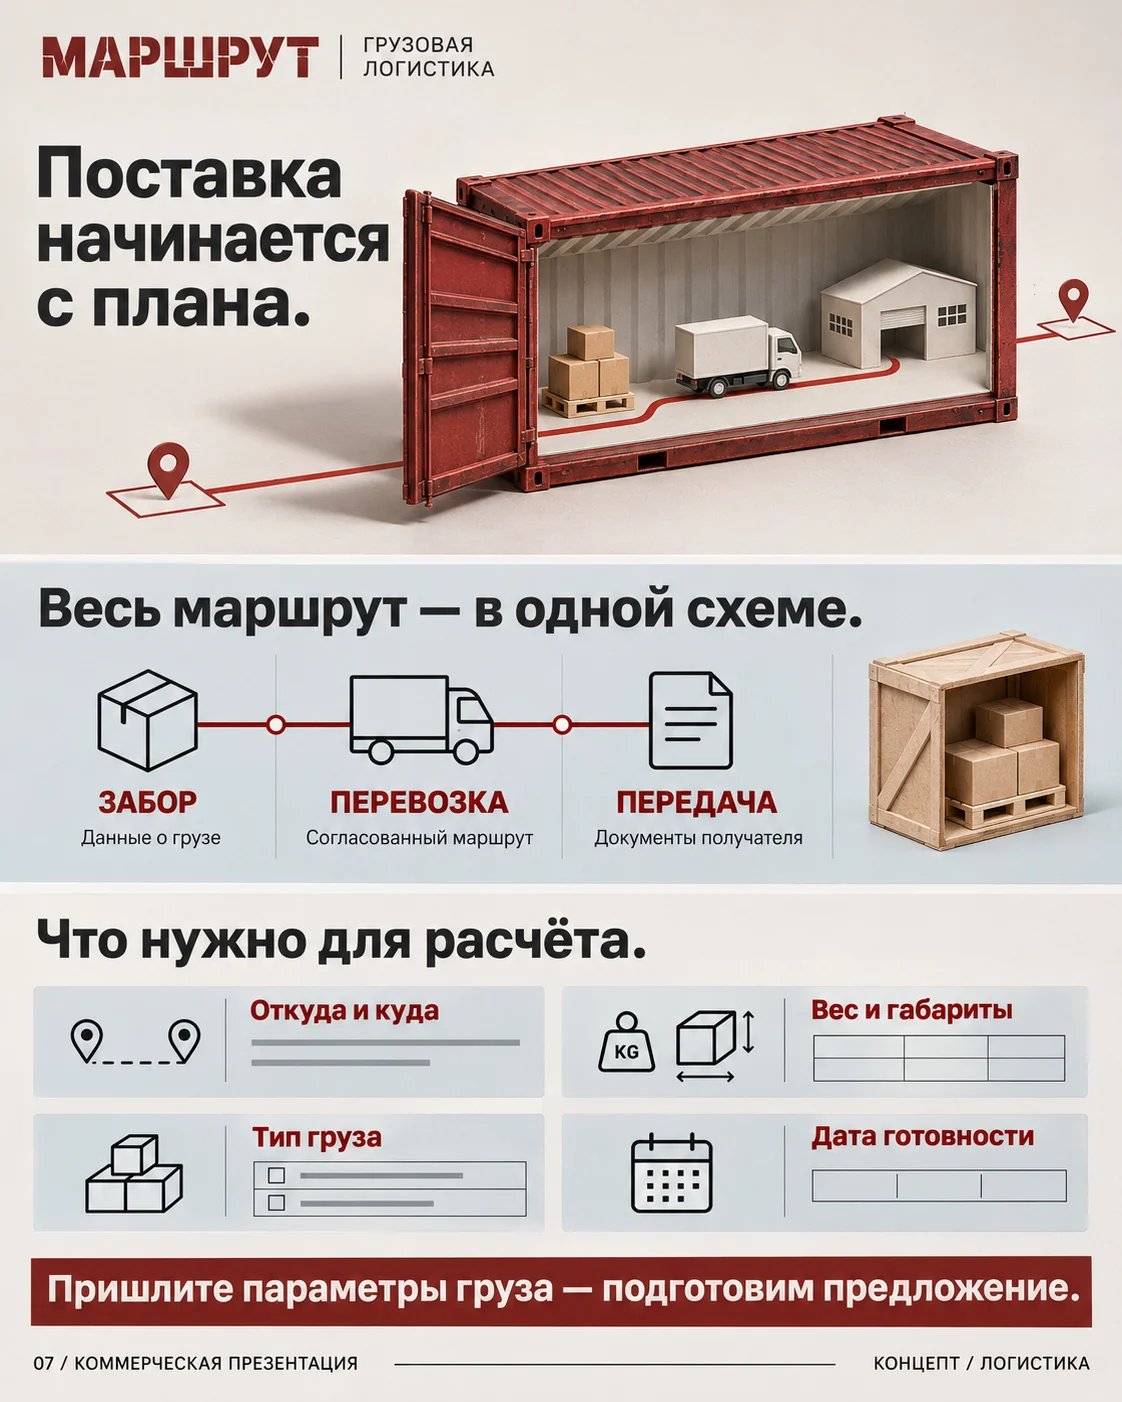 МАРШРУТ
ГРУЗОВАЯ
ЛОГИСТИКА
Поставка
начинается
с плана.
Весь маршрут — в одной схеме.
ЗАБОР
Данные о грузе
ПЕРЕВОЗКА
Согласованный маршрут
ПЕРЕДАЧА
Документы получателя
Что нужно для расчёта.
Откуда и куда
KG
Вес и габариты
Тип груза
Дата готовности
Пришлите параметры груза — подготовим предложение.
07 / КОММЕРЧЕСКАЯ ПРЕЗЕНТАЦИЯ
КОНЦЕПТ / ЛОГИСТИКА